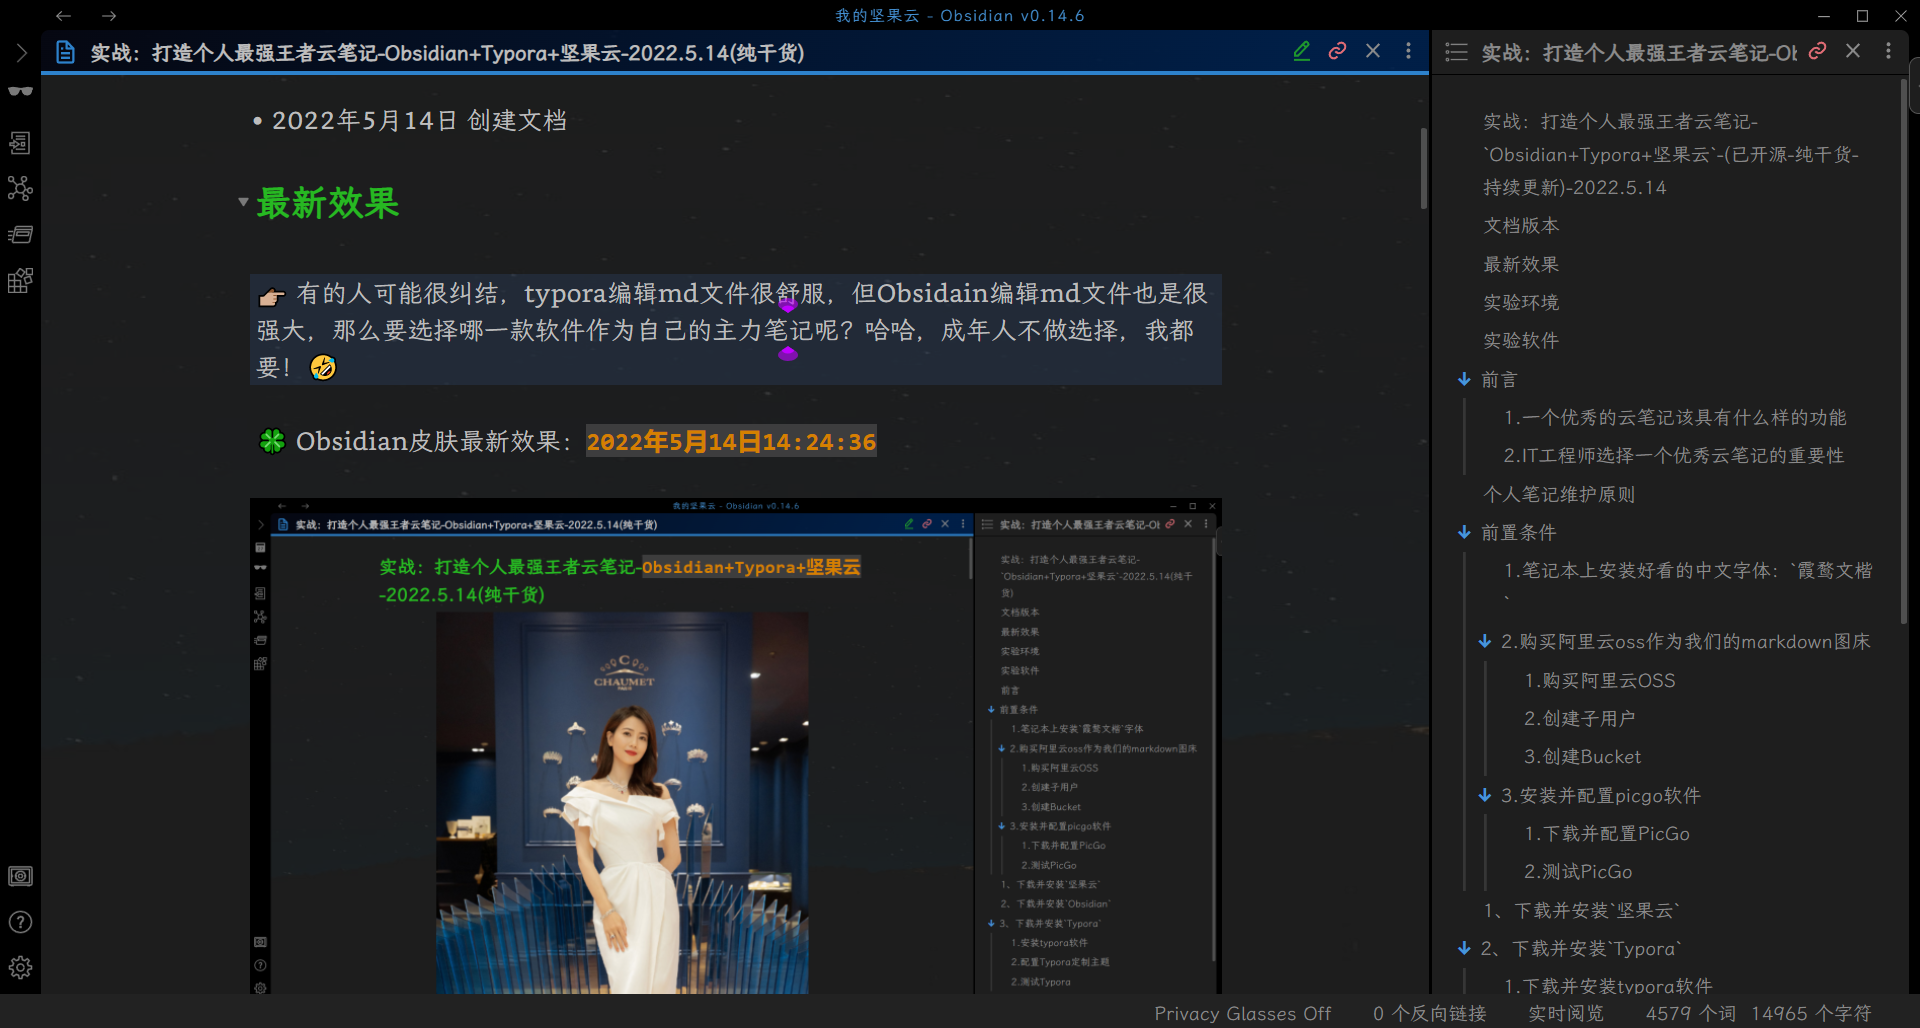 我的坚果云 - Obsidian v0.14.6
实战：打造个人最强王者云笔记-Obsidian+Typora+坚果云-2022.5.14(纯干货)
• 2022年5月14日 创建文档
最新效果
👉 有的人可能很纠结，typora编辑md文件很舒服，但Obsidain编辑md文件也是很
强大，那么要选择哪一款软件作为自己的主力笔记呢？哈哈，成年人不做选择，我都
要！ 🤣
🍀 Obsidian皮肤最新效果：2022年5月14日14:24:36
我的坚果云 - Obsidian v0.14.6
实战：打造个人最强王者云笔记-Obsidian+Typora+坚果云-2022.5.14(纯干货)
实战：打造个人最强王者云笔记-Obsidian+Typora+坚果云
-2022.5.14(纯干货)
CHAUMET
PARIS
实战：打造个人最强王者云笔记-Ob
实战：打造个人最强王者云笔记-
`Obsidian+Typora+坚果云`-2022.5.14(纯干
货)
文档版本
最新效果
实验环境
实验软件
前言
前置条件
1.笔记本上安装`霞鹜文楷`字体
2.购买阿里云oss作为我们的markdown图床
1.购买阿里云OSS
2.创建子用户
3.创建Bucket
3.安装并配置picgo软件
1.下载并配置PicGo
2.测试PicGo
1、下载并安装`坚果云`
2、下载并安装`Obsidian`
3、下载并安装`Typora`
1.安装typora软件
2.配置Typora定制主题
2.测试Typora
实战：打造个人最强王者云笔记-Ob
实战：打造个人最强王者云笔记-
`Obsidian+Typora+坚果云`-(已开源-纯干货-
持续更新)-2022.5.14
文档版本
最新效果
实验环境
实验软件
前言
1.一个优秀的云笔记该具有什么样的功能
2.IT工程师选择一个优秀云笔记的重要性
个人笔记维护原则
前置条件
1.笔记本上安装好看的中文字体：`霞鹜文楷
`
2.购买阿里云oss作为我们的markdown图床
1.购买阿里云OSS
2.创建子用户
3.创建Bucket
3.安装并配置picgo软件
1.下载并配置PicGo
2.测试PicGo
1、下载并安装`坚果云`
2、下载并安装`Typora`
1.下载并安装typora软件
Privacy Glasses Off 0 个反向链接 实时阅览 4579 个词 14965 个字符